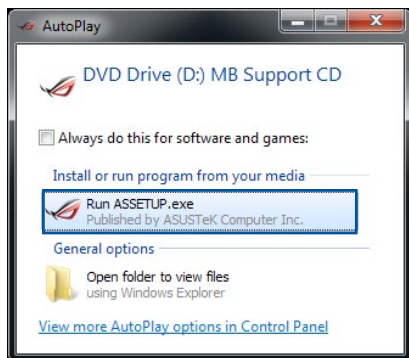 AutoPlay
DVD Drive (D:) MB Support CD
Always do this for software and games:
Install or run program from your media
Run ASSETUP.exe
Published by ASUSTeK Computer Inc.
General options
Open folder to view files
using Windows Explorer
View more AutoPlay options in Control Panel